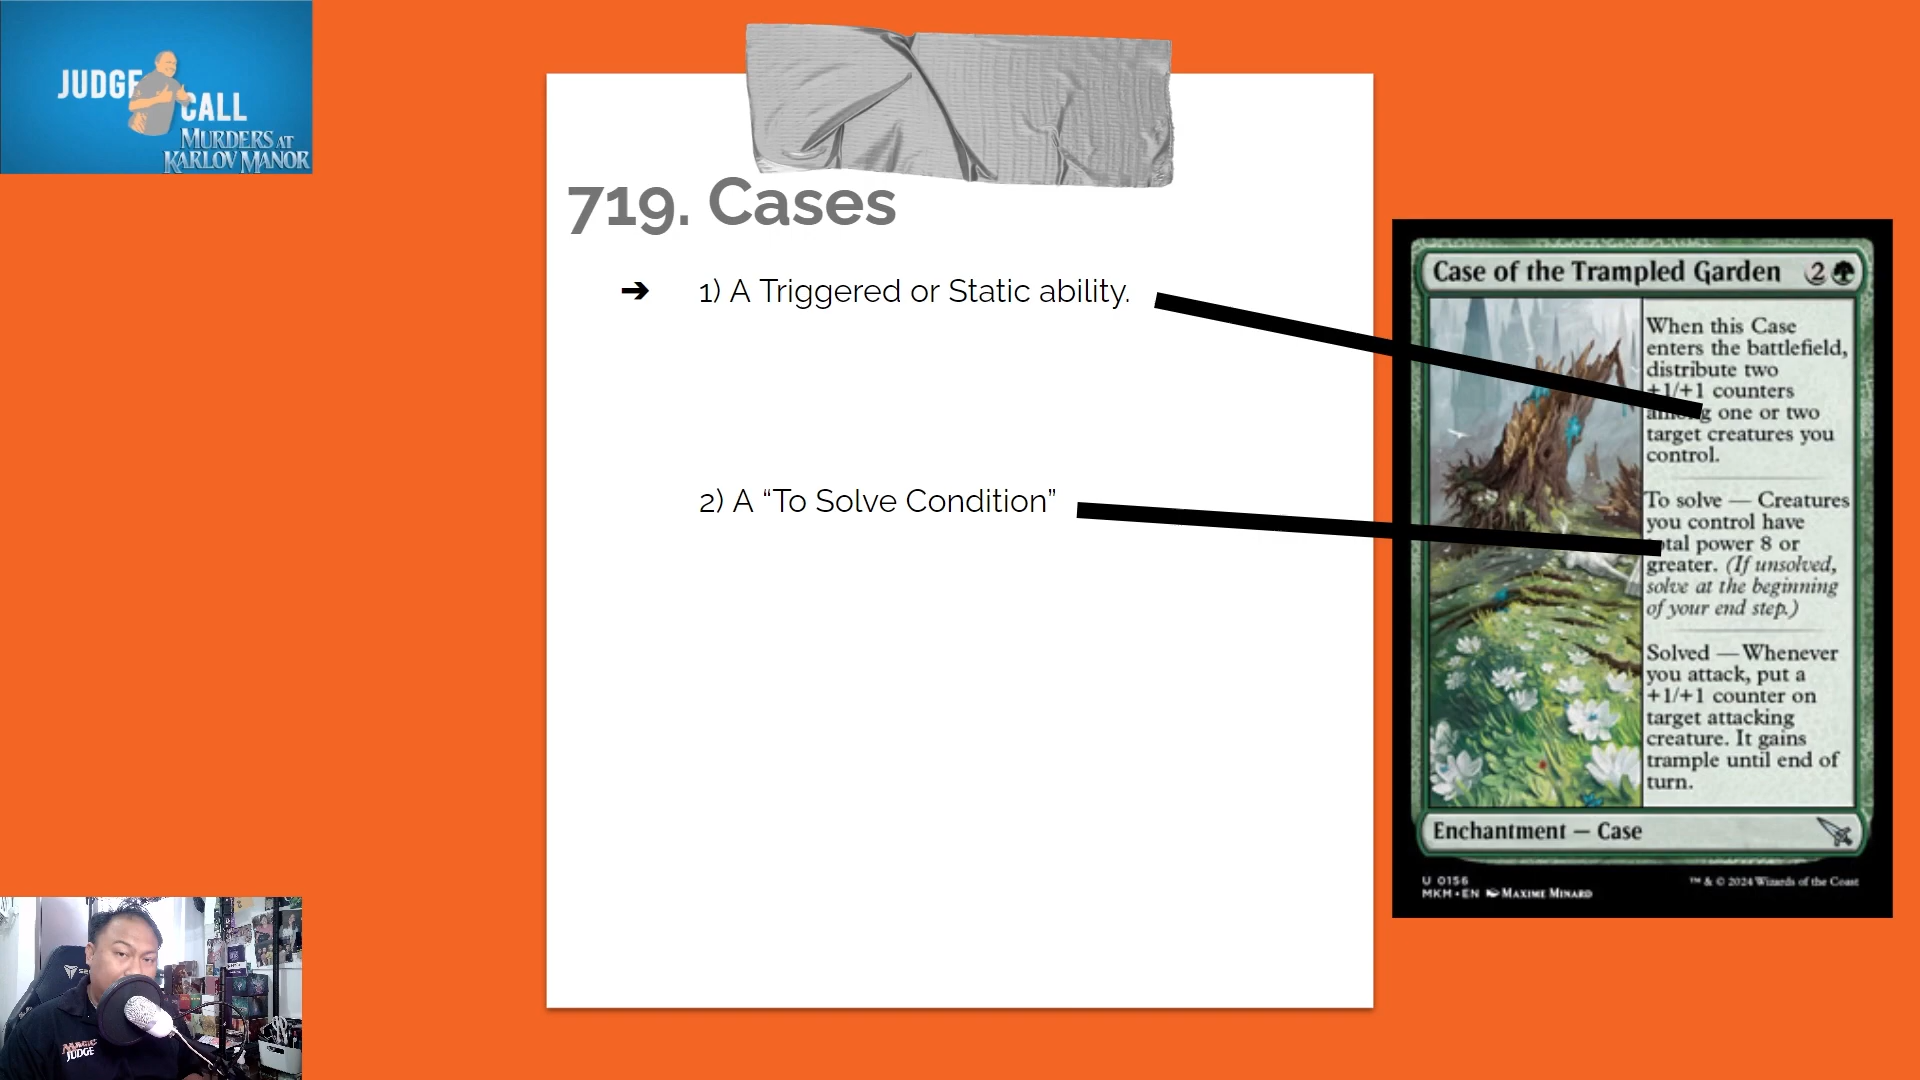 JUDGE
CALL
MURDERS AT
KARLOV MANOR
719. Cases
➔ 1) A Triggered or Static ability.
2) A “To Solve Condition”
Case of the Trampled Garden 2
When this Case
enters the battlefield,
distribute two
+1/+1 counters
among one or two
target creatures you
control.
To solve — Creatures
you control have
total power 8 or
greater. (If unsolved,
solve at the beginning
of your end step.)
Solved —Whenever
you attack, put a
+1/+1 counter on
target attacking
creature. It gains
trample until end of
turn.
Enchantment — Case
U 0156
MKM • EN MAXIME MINARD
™ & © 2024 Wizards of the Coast
MAGIC
JUDGE